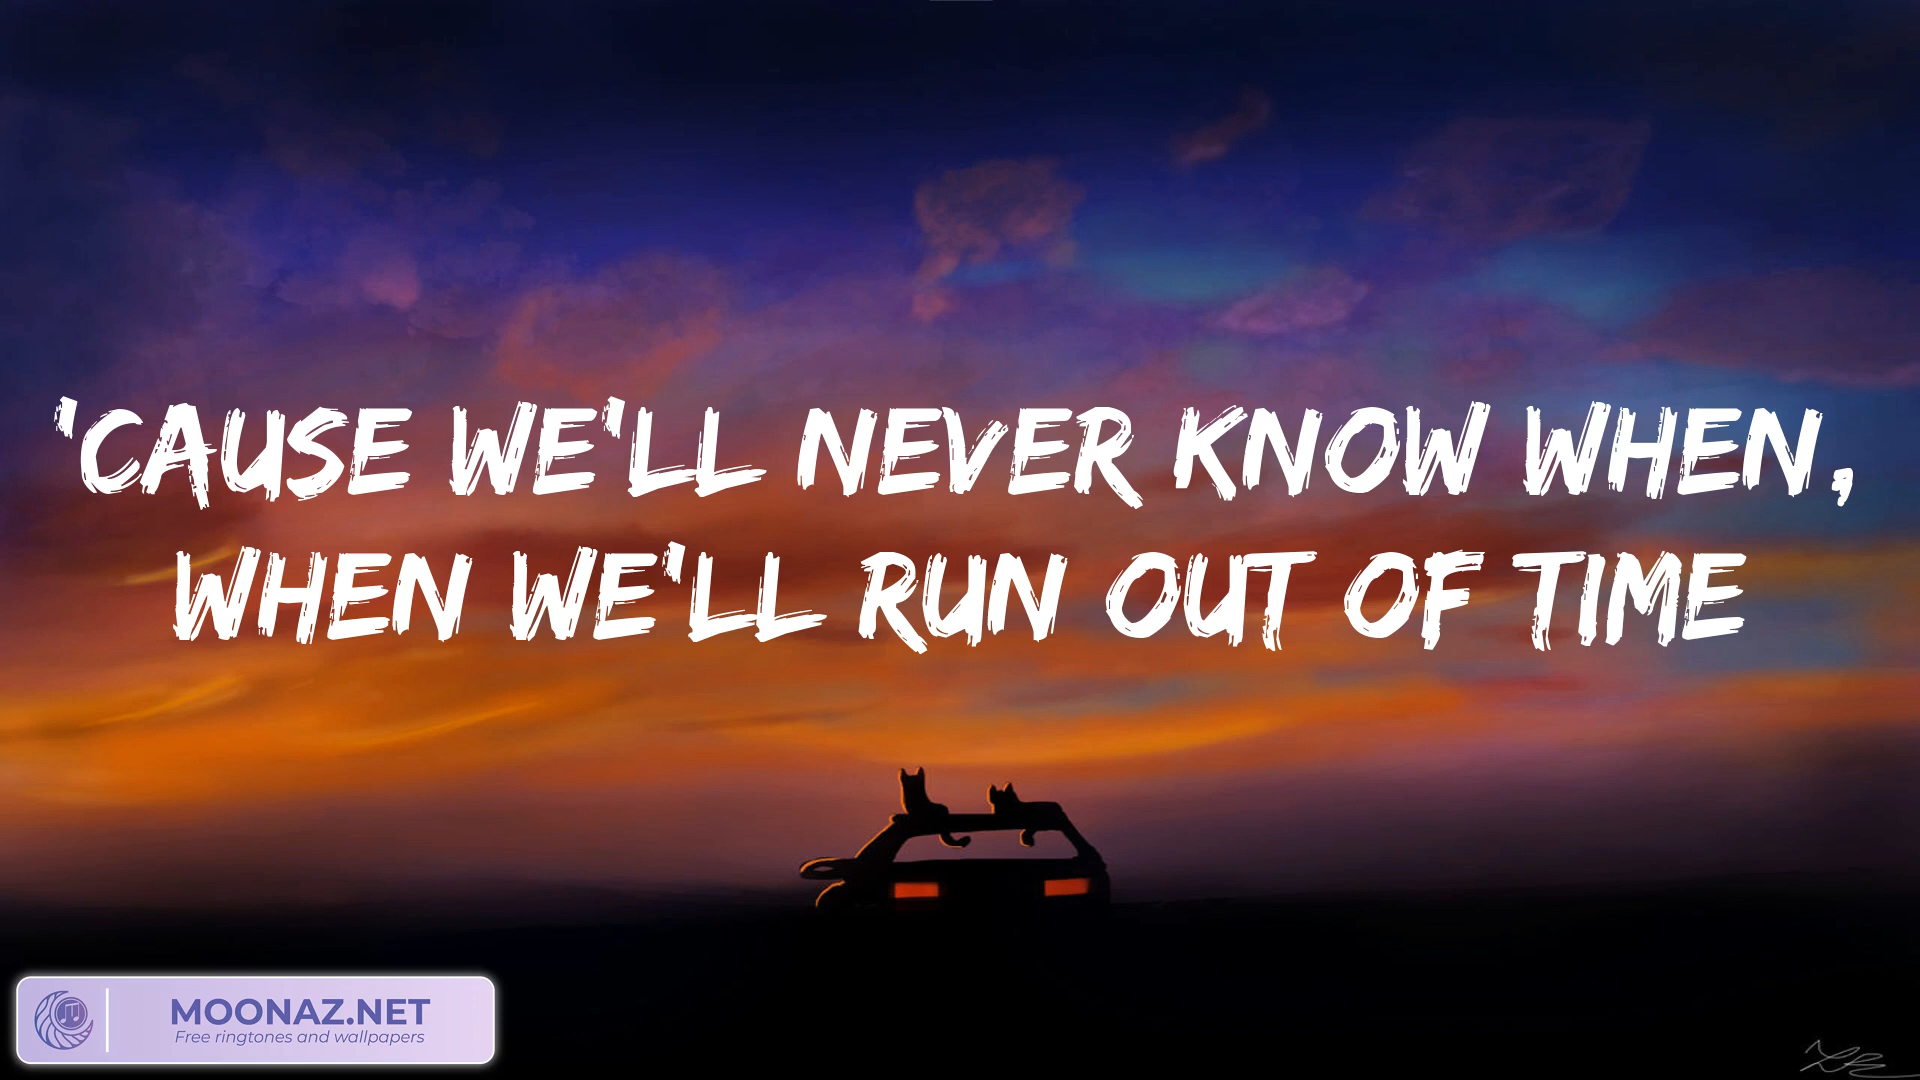 'CAUSE WE'LL NEVER KNOW WHEN,
WHEN WE'LL RUN OUT OF TIME
MOONAZ.NET
Free ringtones and wallpapers